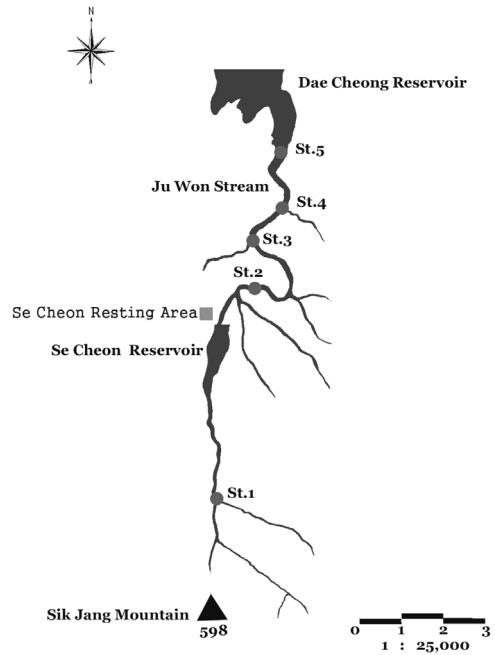 N
Dae Cheong Reservoir
St.5
Ju Won Stream
St.4
St.3
St.2
Se Cheon Resting Area
Se Cheon Reservoir
St.1
Sik Jang Mountain
598
0 1 2 3
1 : 25,000